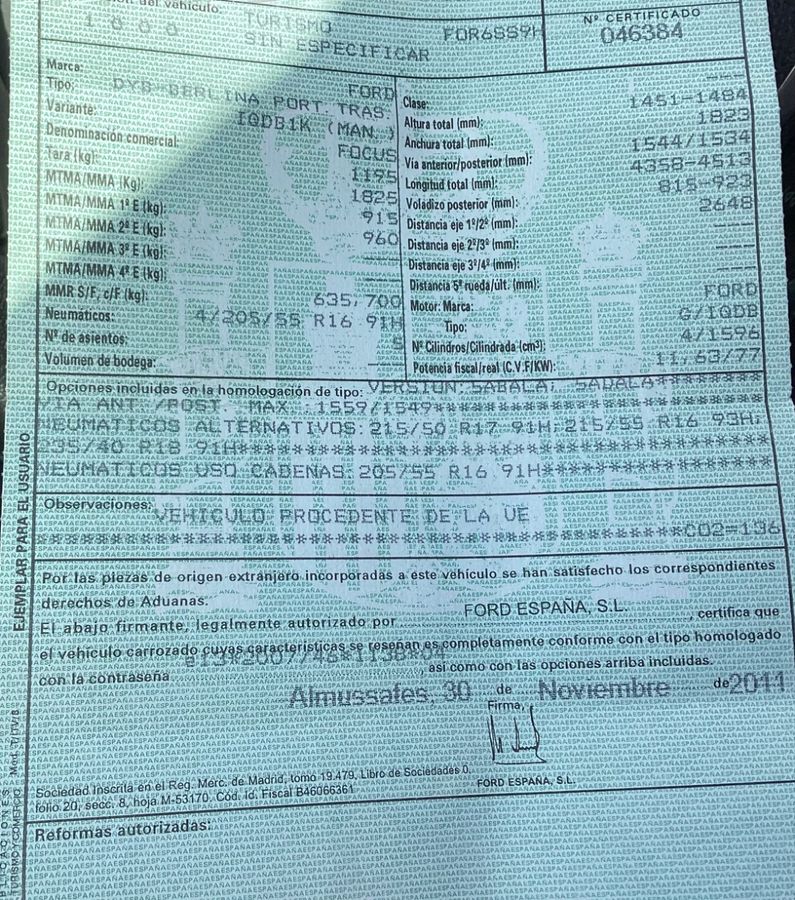 del vehículo:
1000
TURISMO
SIN ESPECIFICAR
FOR6SS9H
Nº CERTIFICADO
046384
Marca: FORD
Tipo: DYB-BERLINA PORT. TRAS.
Variante: IQDB1K (MAN. )
Denominación comercial: FOCUS
Tara (kg): 1195
MTMA/MMA (Kg): 1825
MTMA/MMA 1º E (kg): 915
MTMA/MMA 2º E (kg): 960
MTMA/MMA 3º E (kg): ---
MTMA/MMA 4º E (kg): ---
MMR S/F, c/F (kg): 635,700
Neumáticos: 4/205/55 R16 91H
Nº de asientos: 5
Volumen de bodega: ---
Clase: ---
Altura total (mm): 1451-1484
Anchura total (mm): 1823
Vía anterior/posterior (mm): 1544/1534
Longitud total (mm): 4358-4513
Voladizo posterior (mm): 815-923
Distancia eje 1º/2º (mm): 2648
Distancia eje 2º/3º (mm): ---
Distancia eje 3º/4º (mm): ---
Distancia 5ª rueda/últ. (mm): ---
Motor: Marca: FORD
Tipo: G/IQDB
Nº Cilindros/Cilindrada (cm³): 4/1596
Potencia fiscal/real (C.V.F/KW): 11,63/77
Opciones incluidas en la homologación de tipo: VERSION: 5ABALA; 5ADALA*******
VIA ANT./POST. MAX.:1559/1549**********************
NEUMATICOS ALTERNATIVOS:215/50 R17 91H;215/55 R16 93H;
235/40 R18 91H*************************************
NEUMATICOS USO CADENAS:205/55 R16 91H***************
Observaciones: VEHICULO PROCEDENTE DE LA UE
**********************************************CO2=136
Por las piezas de origen extranjero incorporadas a este vehículo se han satisfecho los correspondientes
derechos de Aduanas.
El abajo firmante, legalmente autorizado por FORD ESPAÑA, S.L., certifica que
el vehículo carrozado cuyas características se reseñan es completamente conforme con el tipo homologado
con la contraseña e13*2007/46*1138*04, así como con las opciones arriba incluidas.
Almussafes, 30 de Noviembre de 2011
Firma,
FORD ESPAÑA, S.L.
Sociedad Inscrita en el Reg. Merc. de Madrid, tomo 19.479, Libro de Sociedades 0,
folio 20, secc. 8, hoja M-53170. Cód. id. Fiscal B46066361
Reformas autorizadas:
EJEMPLAR PARA EL USUARIO
TURISMO Y COMERCIO